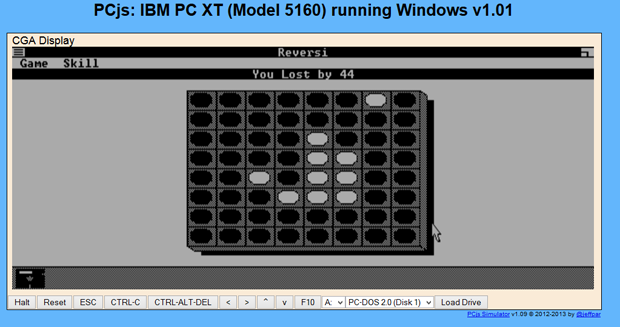 PCjs: IBM PC XT (Model 5160) running Windows v1.01
CGA Display
Reversi
Game Skill
You Lost by 44
Halt Reset ESC CTRL-C CTRL-ALT-DEL < > ^ v F10 A: PC-DOS 2.0 (Disk 1) Load Drive
PCjs Simulator v1.09 © 2012-2013 by @jeffpar